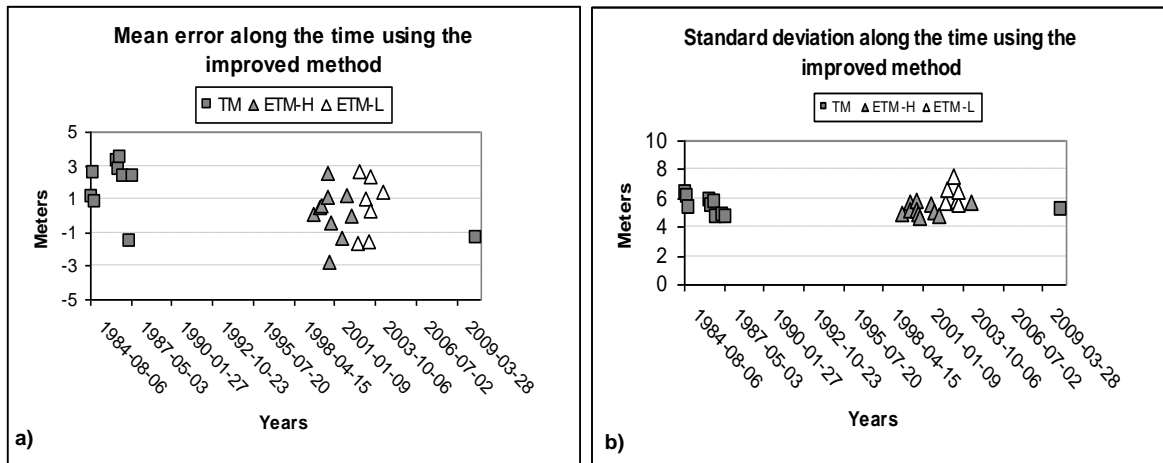 Mean error along the time using the
improved method
TM ETM-H ETM-L
5
3
1
-1
-3
-5
Meters
1984-08-06
1987-05-03
1990-01-27
1992-10-23
1995-07-20
1998-04-15
2001-01-09
2003-10-06
2006-07-02
2009-03-28
Years
a)
Standard deviation along the time using the
improved method
TM ETM-H ETM-L
10
8
6
4
2
0
Meters
1984-08-06
1987-05-03
1990-01-27
1992-10-23
1995-07-20
1998-04-15
2001-01-09
2003-10-06
2006-07-02
2009-03-28
Years
b)